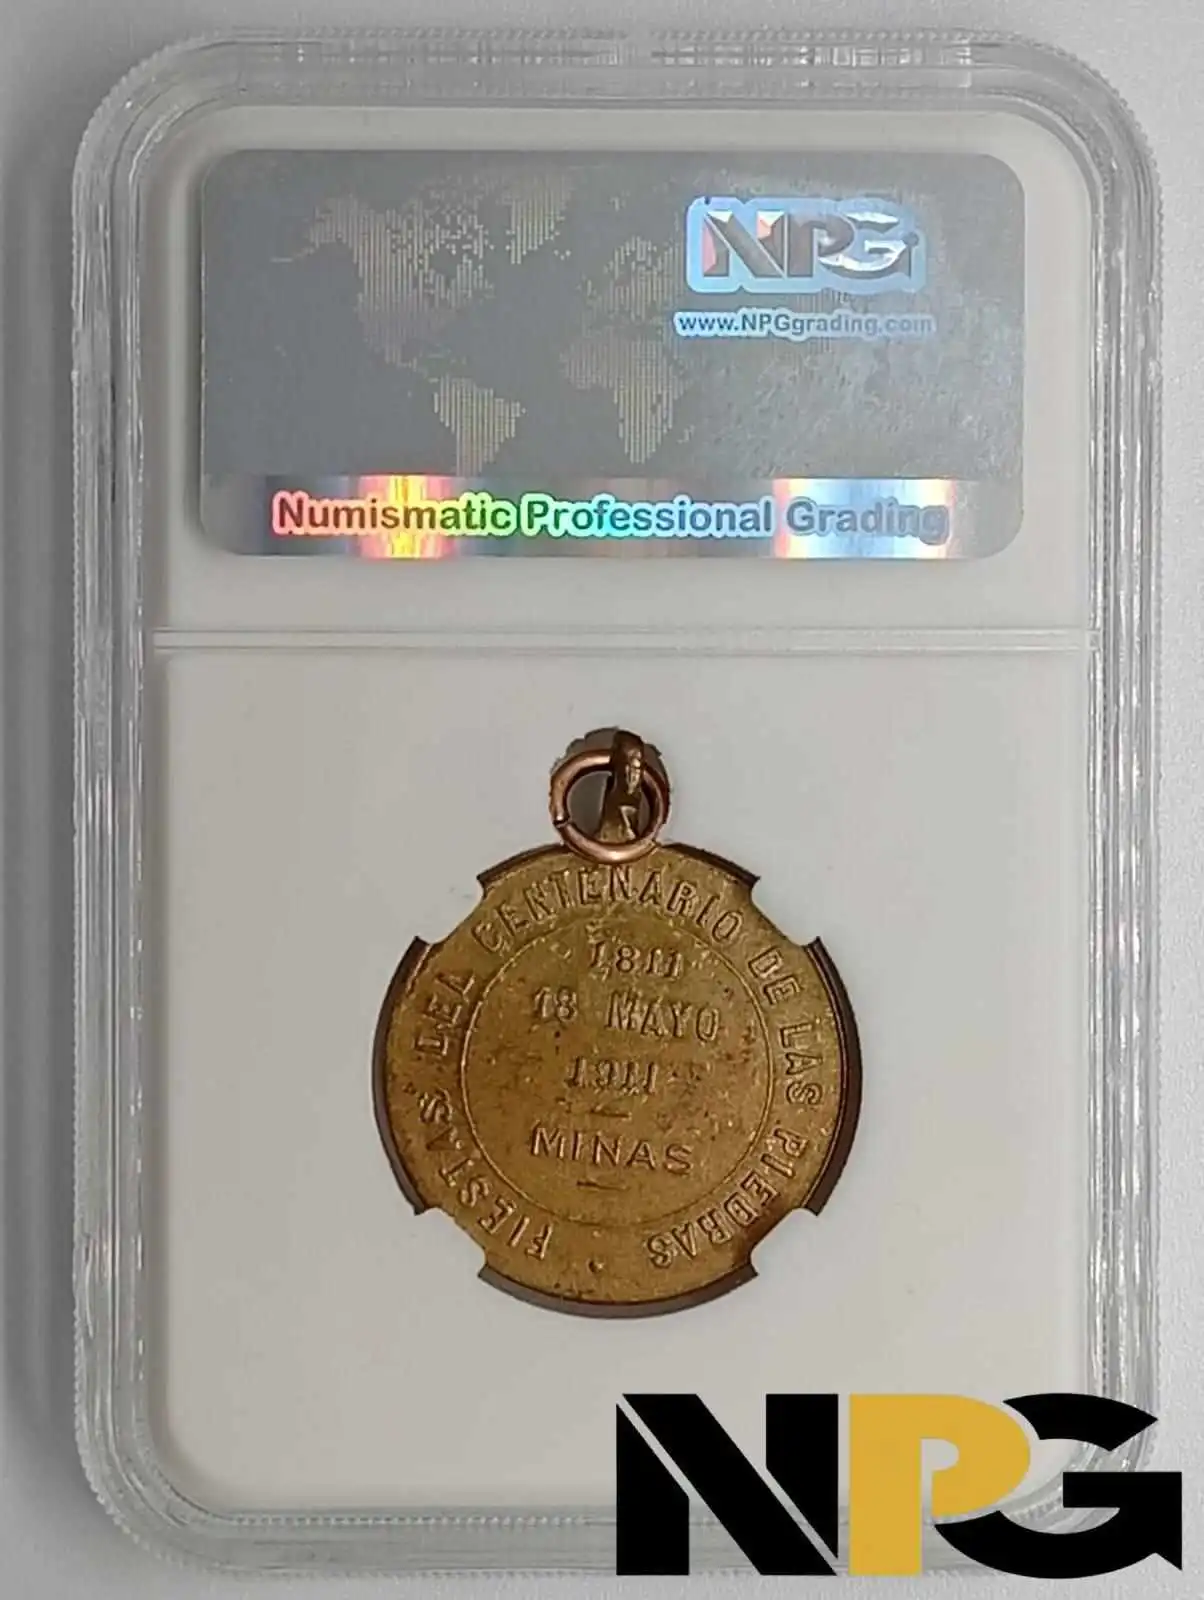 NPG
www.NPGgrading.com
Numismatic Professional Grading
FIESTAS DEL CENTENARIO DE LAS PIEDRAS
1811
18 MAYO
1911
MINAS
NPG